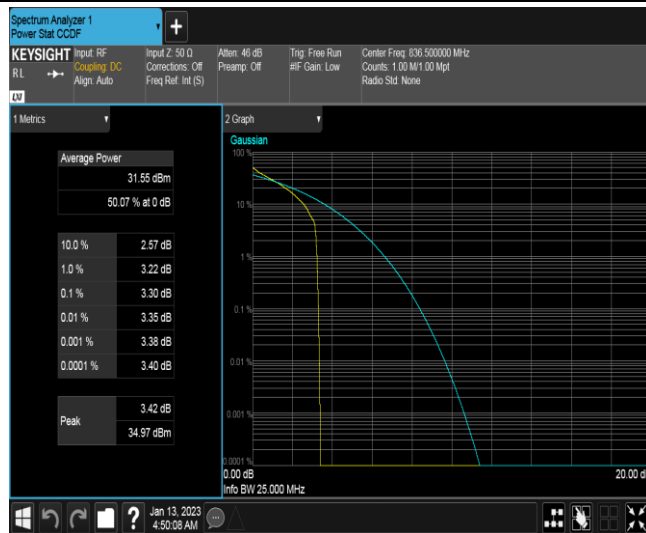 Spectrum Analyzer 1
Power Stat CCDF
KEYSIGHT
RL
Input: RF
Coupling: DC
Align: Auto
Input Z: 50 Ω
Corrections: Off
Freq Ref: Int (S)
Atten: 46 dB
Preamp: Off
Trig: Free Run
#IF Gain: Low
Center Freq: 836.500000 MHz
Counts: 1.00 M/1.00 Mpt
Radio Std: None
1 Metrics
Average Power
31.55 dBm
50.07 % at 0 dB
10.0 % 2.57 dB
1.0 % 3.22 dB
0.1 % 3.30 dB
0.01 % 3.35 dB
0.001 % 3.38 dB
0.0001 % 3.40 dB
Peak
3.42 dB
34.97 dBm
2 Graph
Gaussian
100 %
10 %
1 %
0.1 %
0.01 %
0.001 %
0.0001 %
0.00 dB
20.00 d
Info BW 25.000 MHz
?
Jan 13, 2023
4:50:08 AM